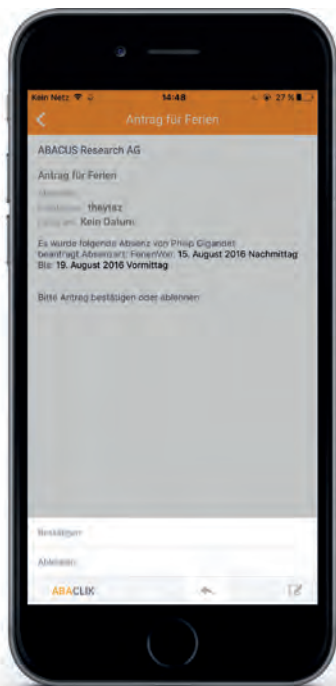 Kein Netz 14:48 27 %
Antrag für Ferien
ABACUS Research AG
Antrag für Ferien
theytaz
Kein Datum
Es wurde folgende Absenz von Philip Gigandet
beantragt Absenzart: FerienVon: 15. August 2016 Nachmittag
Bis: 19. August 2016 Vormittag
Bitte Antrag bestätigen oder ablehnen
Bestätigen
Ablehnen
ABACLIK